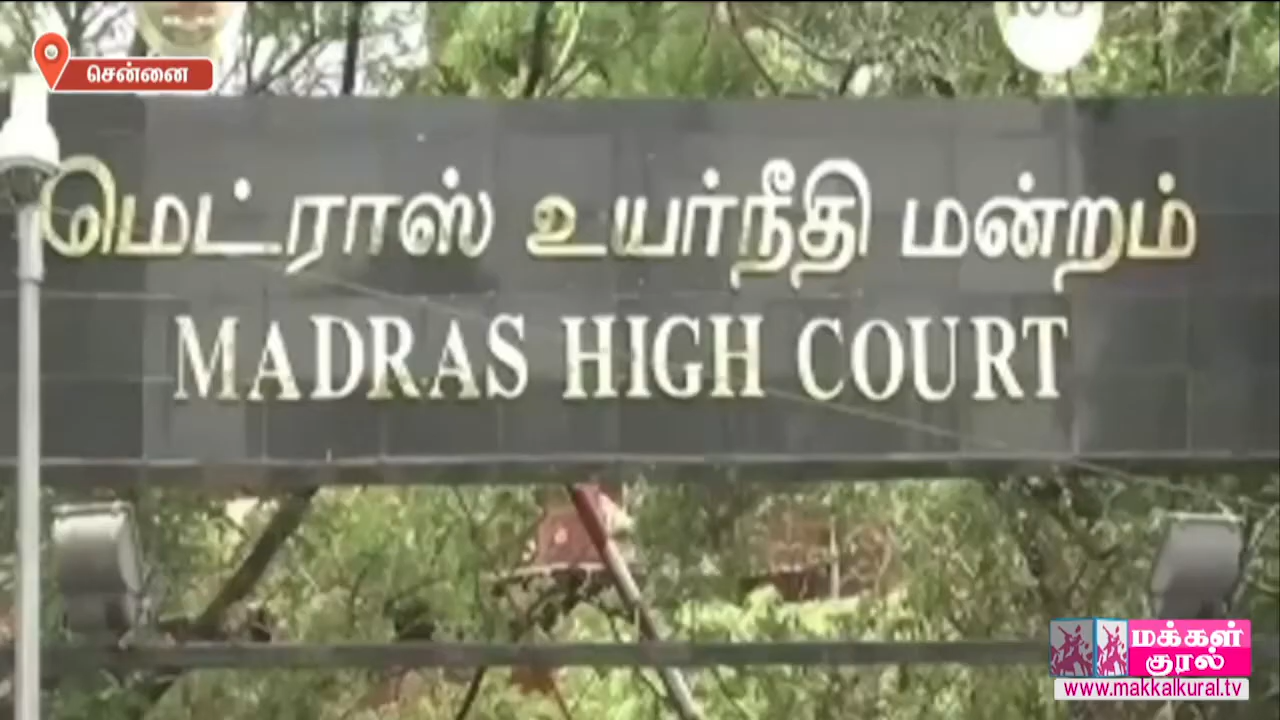 சென்னை
மெட்ராஸ் உயர்நீதி மன்றம்
MADRAS HIGH COURT
மக்கள்
குரல்
www.makkalkural.tv